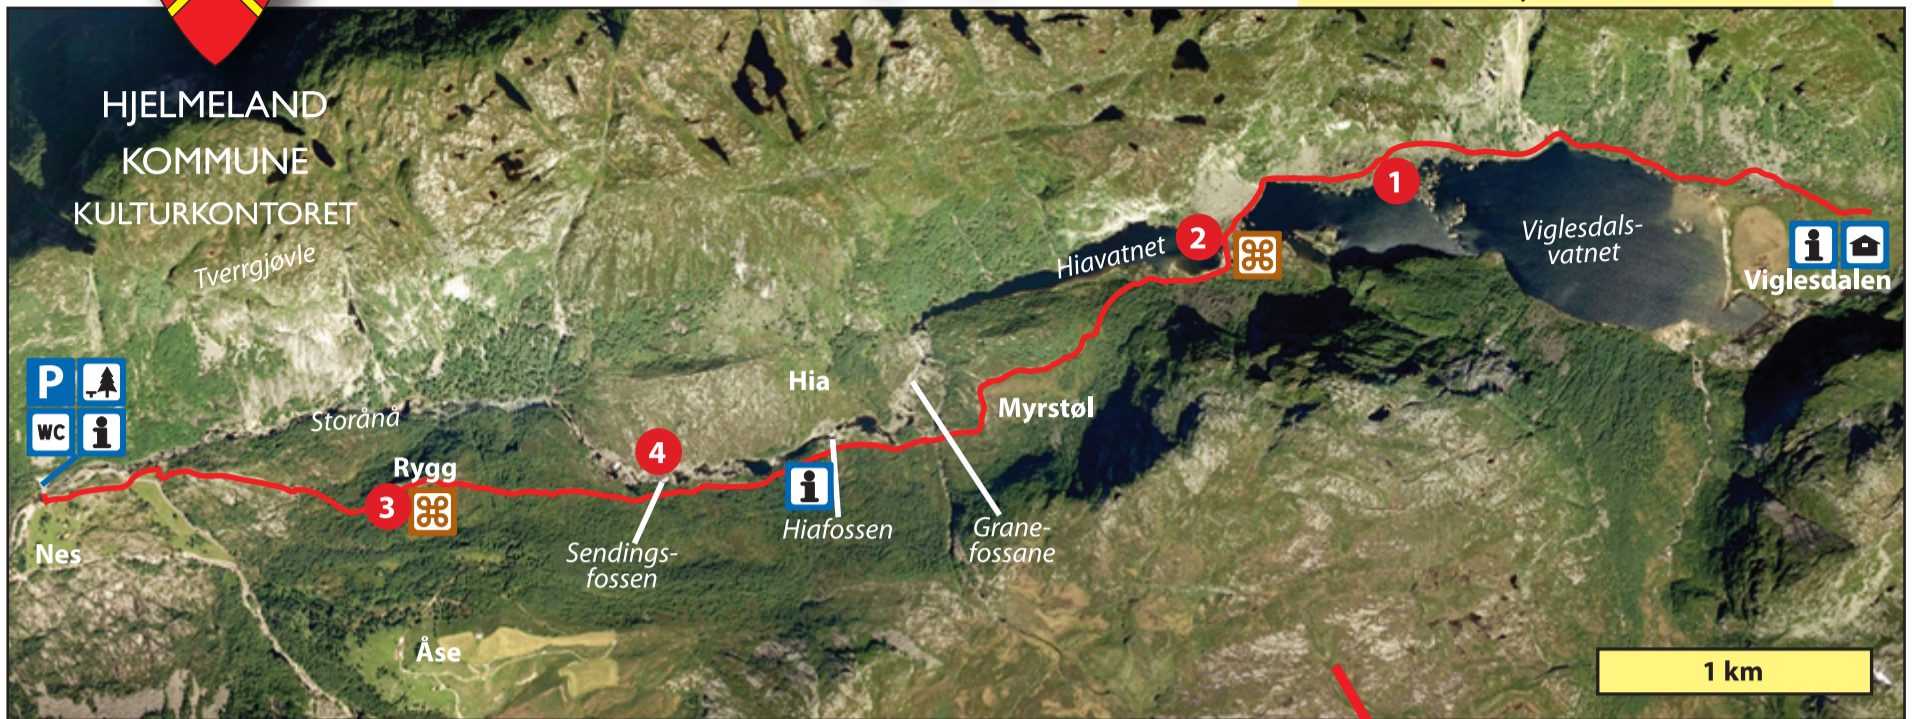 HJELMELAND
KOMMUNE
KULTURKONTORET
Tverrgjøvle
1
2
Hiavatnet
Viglesdals-
vatnet
Viglesdalen
P
WC
Storånå
Hia
Myrstøl
4
Rygg
3
Hiafossen
Grane-
fossane
Sendings-
fossen
Nes
Åse
1 km